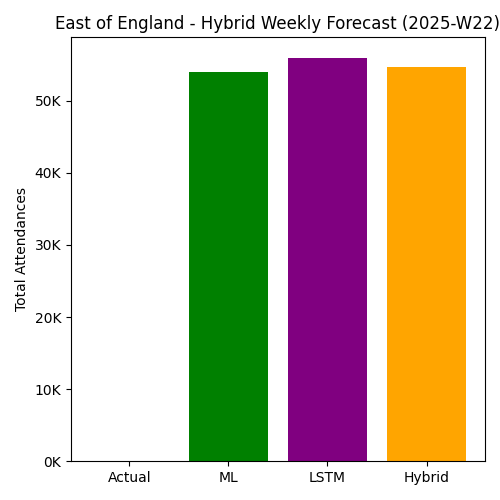 East of England - Hybrid Weekly Forecast (2025-W22)
Total Attendances
50K
40K
30K
20K
10K
0K
Actual ML LSTM Hybrid